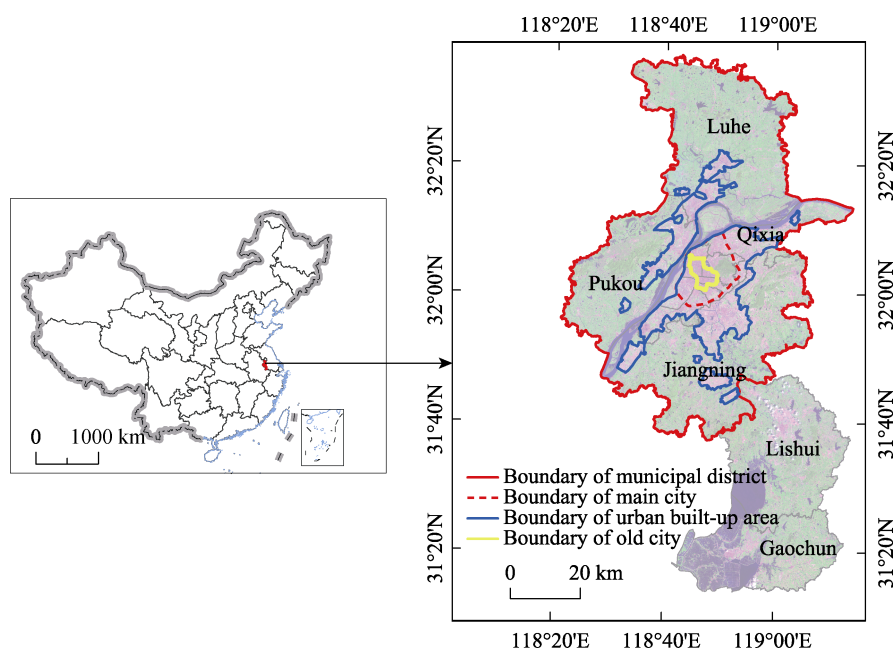 118°20'E 118°40'E 119°00'E
32°20'N
32°00'N
31°40'N
31°20'N
32°20'N
32°00'N
31°40'N
31°20'N
Luhe
Qixia
Pukou
Jiangning
Lishui
Gaochun
0 1000 km
Boundary of municipal district
Boundary of main city
Boundary of urban built-up area
Boundary of old city
0 20 km
118°20'E 118°40'E 119°00'E